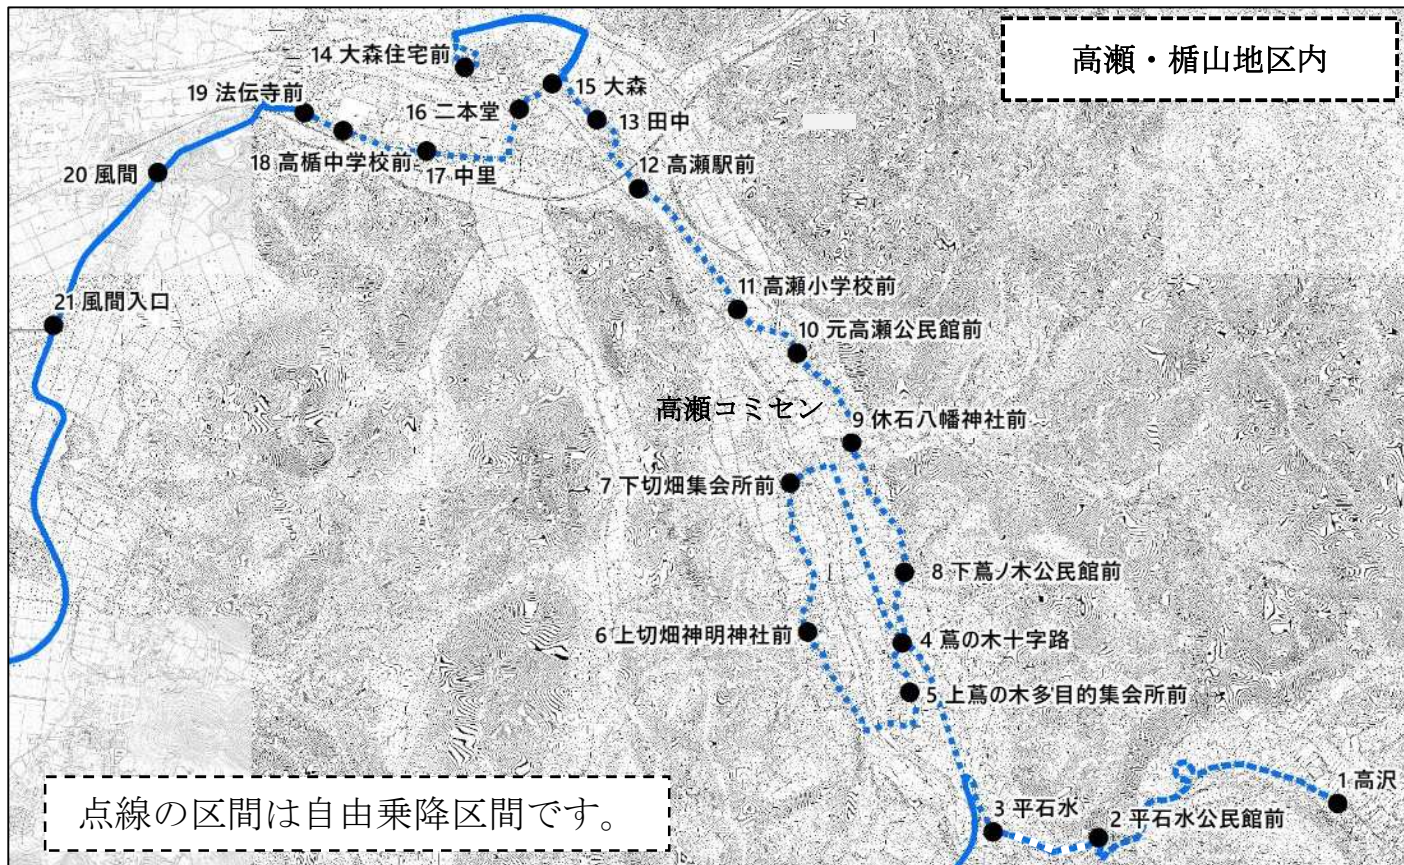 高瀬・楯山地区内
14 大森住宅前
15 大森
19 法伝寺前
16 二本堂
13 田中
18 高楯中学校前
17 中里
12 高瀬駅前
20 風間
11 高瀬小学校前
21 風間入口
10 元高瀬公民館前
高瀬コミセン
9 休石八幡神社前
7 下切畑集会所前
8 下蔦ノ木公民館前
6 上切畑神明神社前
4 蔦の木十字路
5 上蔦の木多目的集会所前
1 高沢
3 平石水
2 平石水公民館前
点線の区間は自由乗降区間です。